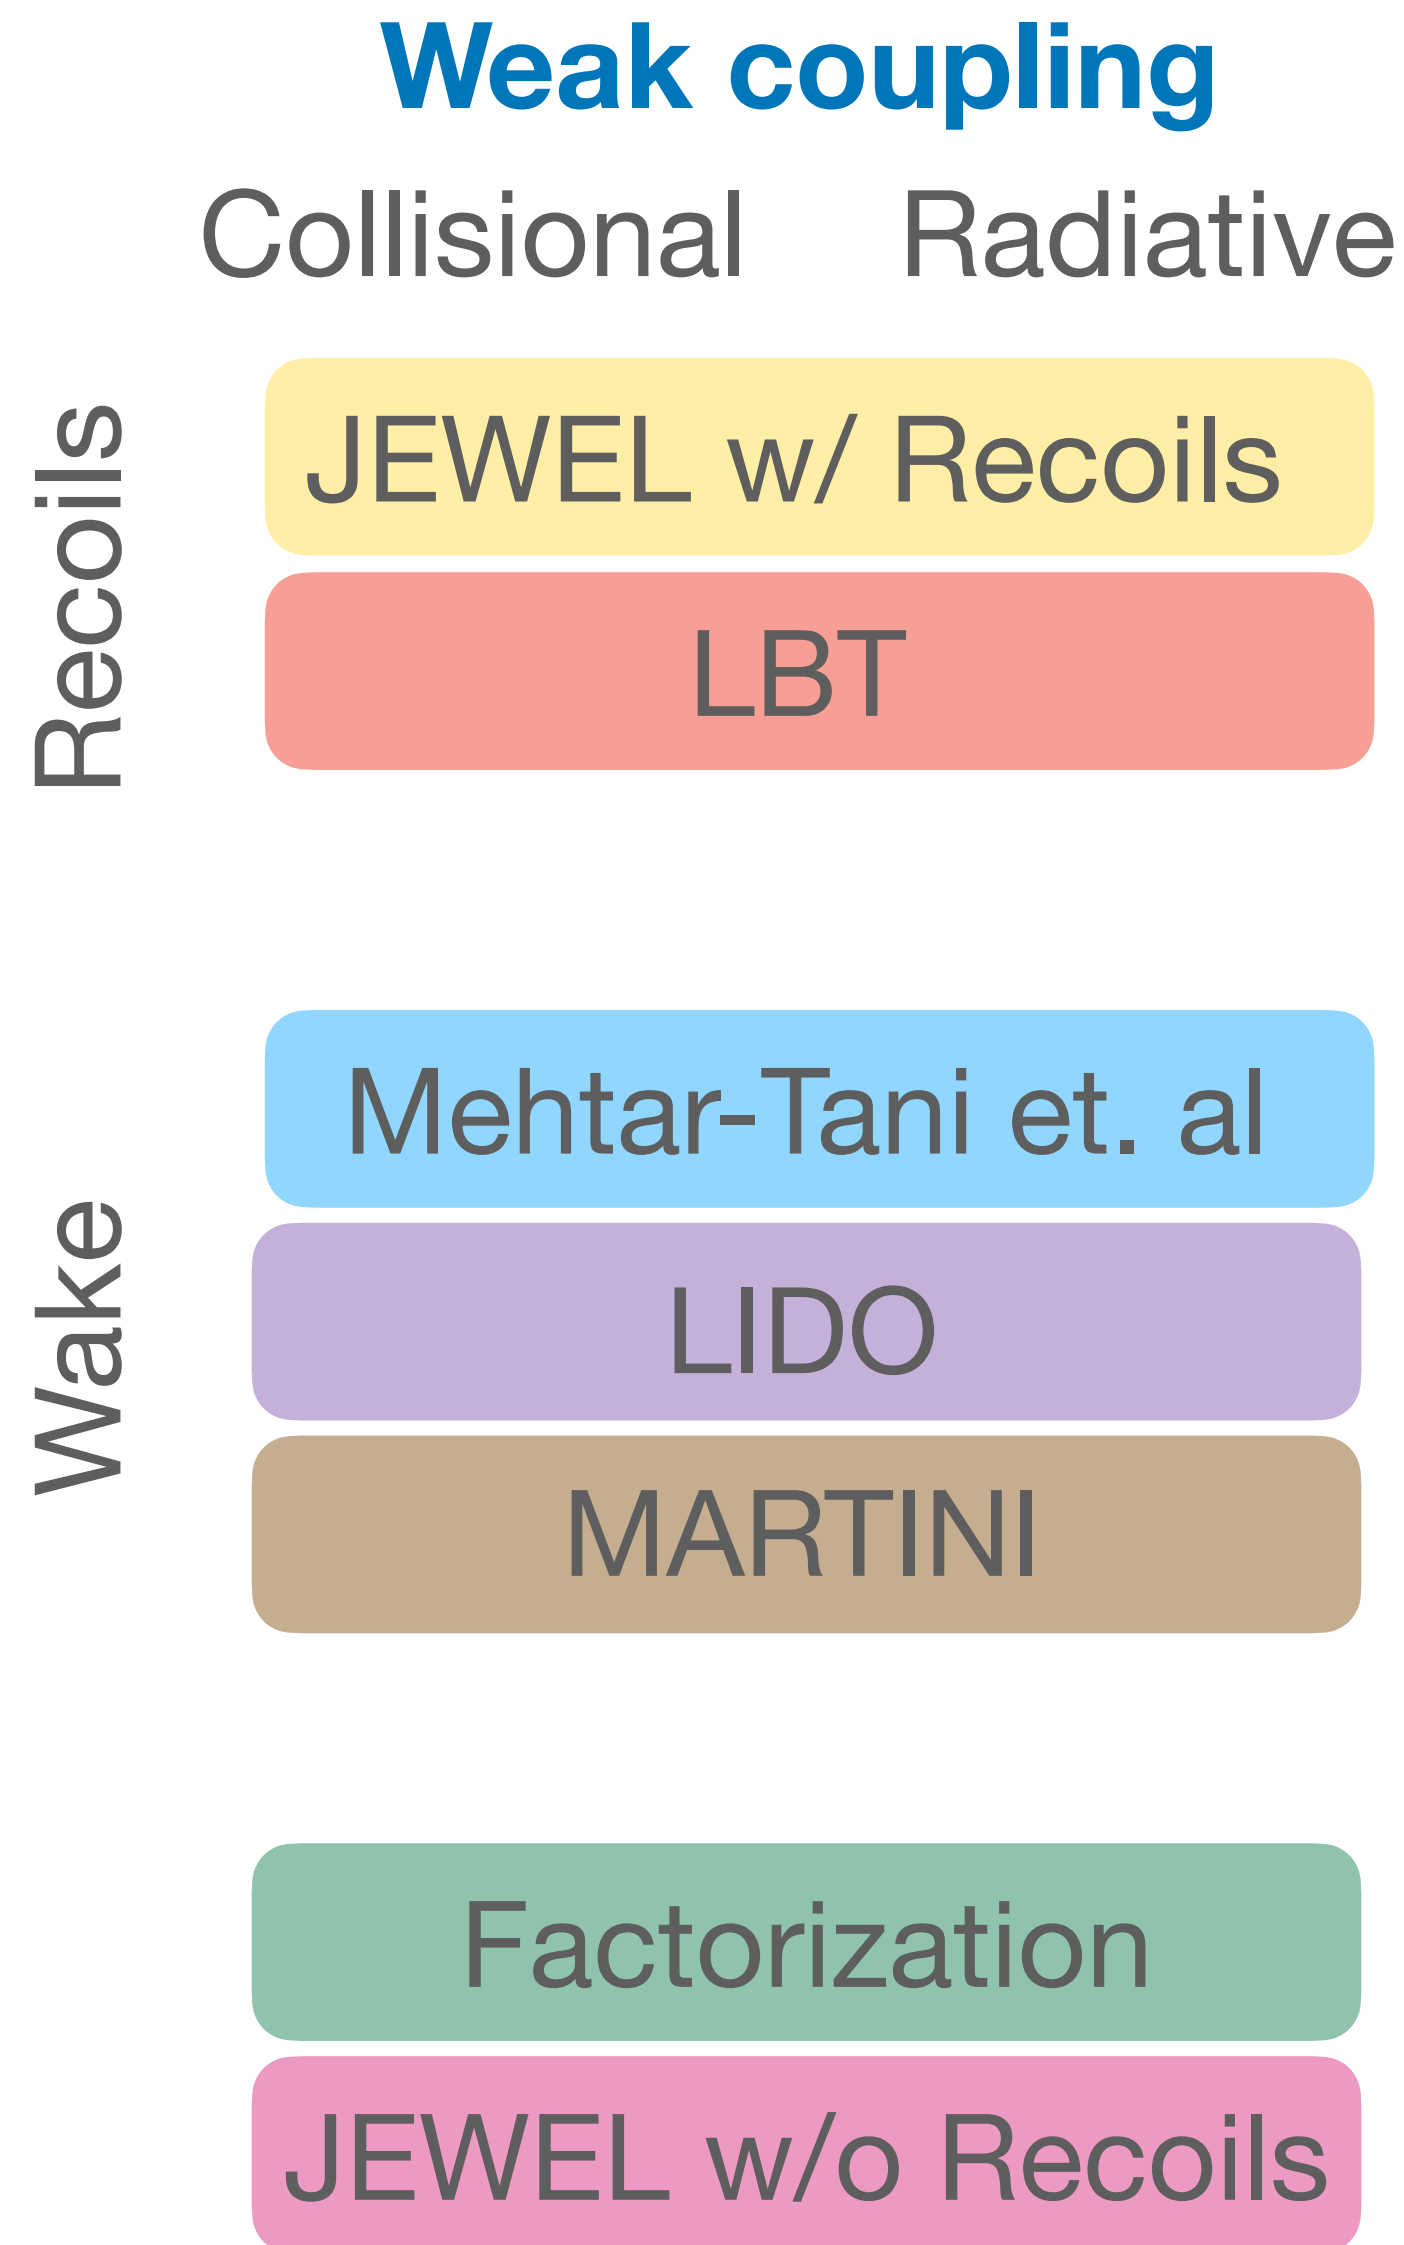 Weak coupling
Collisional Radiative
Recoils
JEWEL w/ Recoils
LBT
Wake
Mehtar-Tani et. al
LIDO
MARTINI
Factorization
JEWEL w/o Recoils